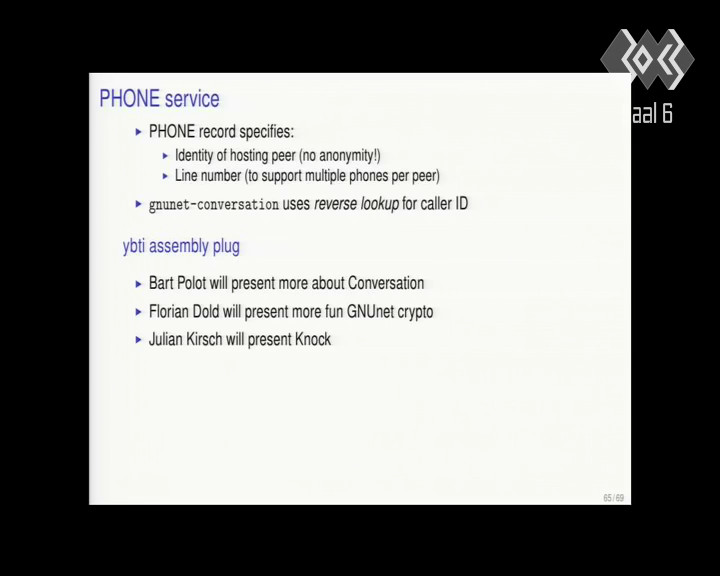 PHONE service
PHONE record specifies:
Identity of hosting peer (no anonymity!)
Line number (to support multiple phones per peer)
gnunet-conversation uses reverse lookup for caller ID
ybti assembly plug
Bart Polot will present more about Conversation
Florian Dold will present more fun GNUnet crypto
Julian Kirsch will present Knock
65 / 69
aal 6